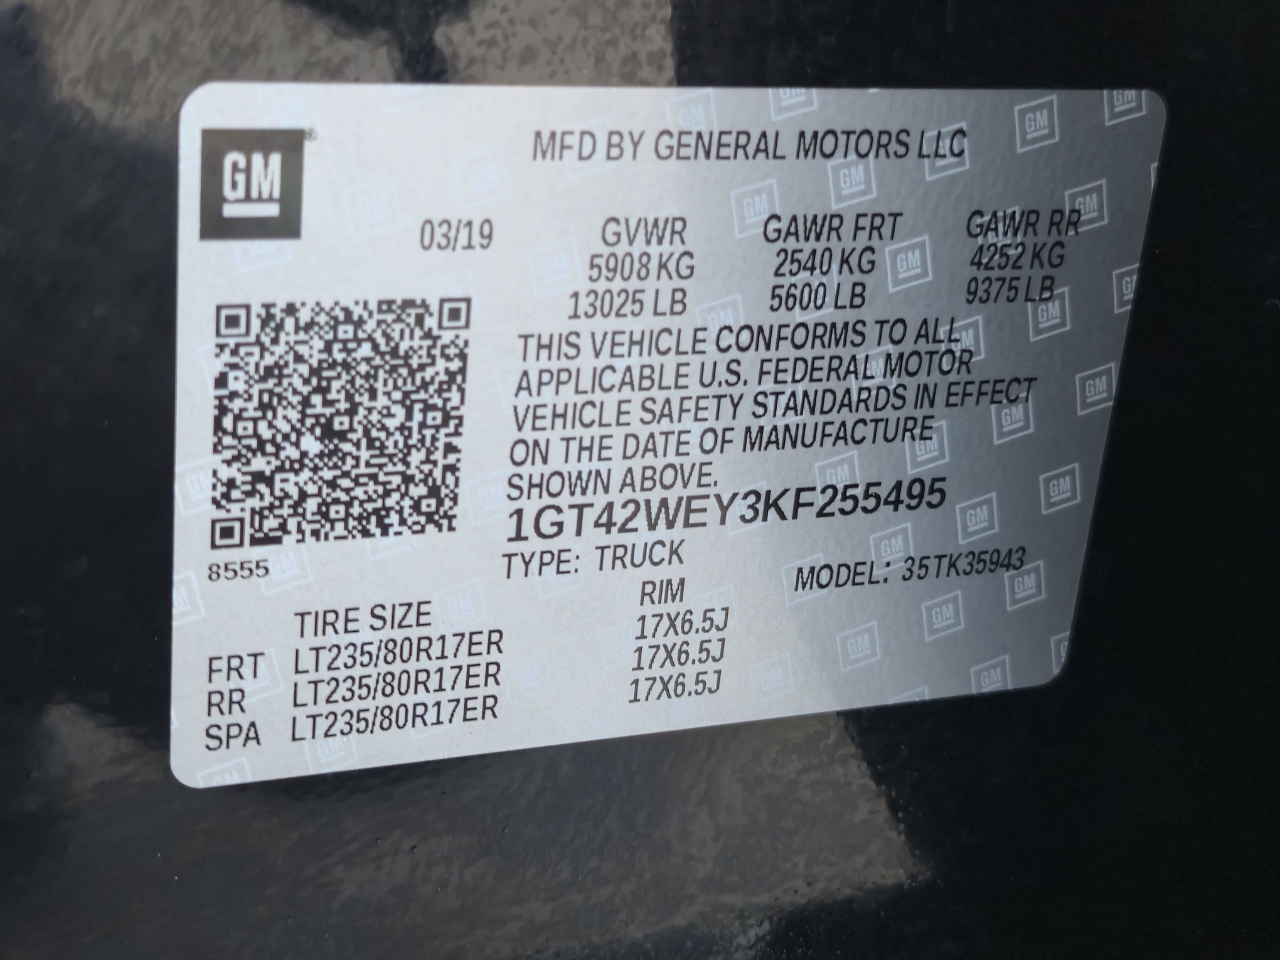 GM
MFD BY GENERAL MOTORS LLC
03/19 GVWR GAWR FRT GAWR RR
5908 KG 2540 KG 4252 KG
13025 LB 5600 LB 9375 LB
THIS VEHICLE CONFORMS TO ALL
APPLICABLE U.S. FEDERAL MOTOR
VEHICLE SAFETY STANDARDS IN EFFECT
ON THE DATE OF MANUFACTURE
SHOWN ABOVE.
1GT42WEY3KF255495
8555
TYPE: TRUCK MODEL: 35TK35943
TIRE SIZE RIM
FRT LT235/80R17ER 17X6.5J
RR LT235/80R17ER 17X6.5J
SPA LT235/80R17ER 17X6.5J